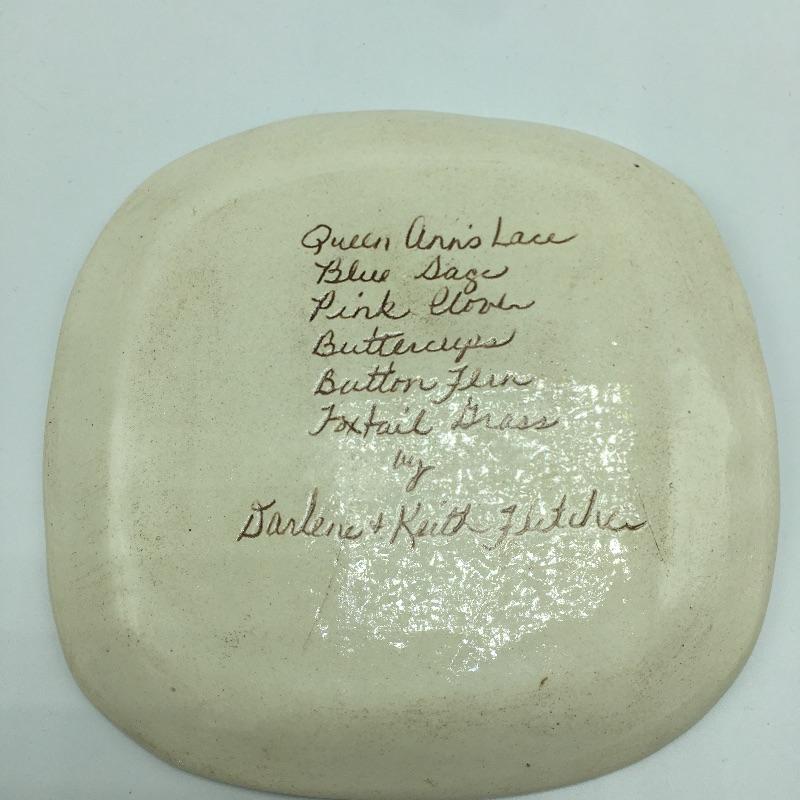 Queen Ann's Lace
Blue Sage
Pink Clover
Buttercups
Button Fern
Foxtail Grass
by
Darlene + Keith Fletcher